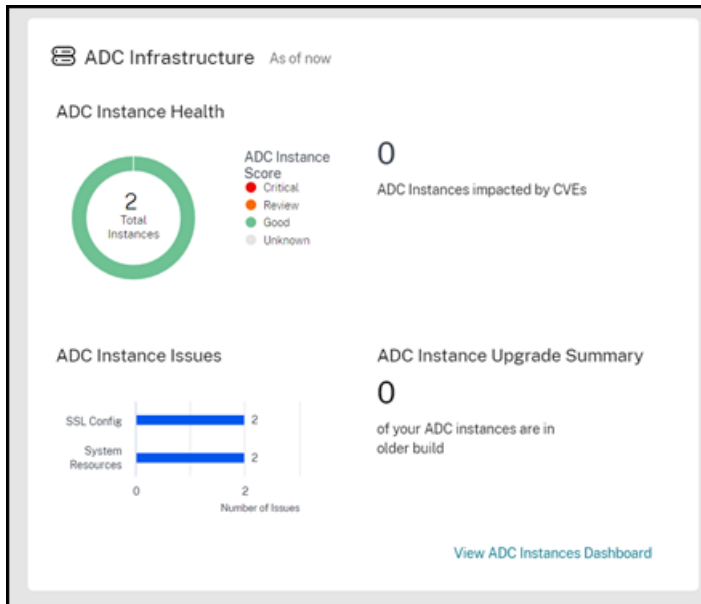 ADC Infrastructure As of now
ADC Instance Health
2
Total
Instances
ADC Instance
Score
Critical
Review
Good
Unknown
0
ADC Instances impacted by CVEs
ADC Instance Issues
SSL Config
2
System
Resources
2
0
2
Number of Issues
ADC Instance Upgrade Summary
0
of your ADC instances are in
older build
View ADC Instances Dashboard